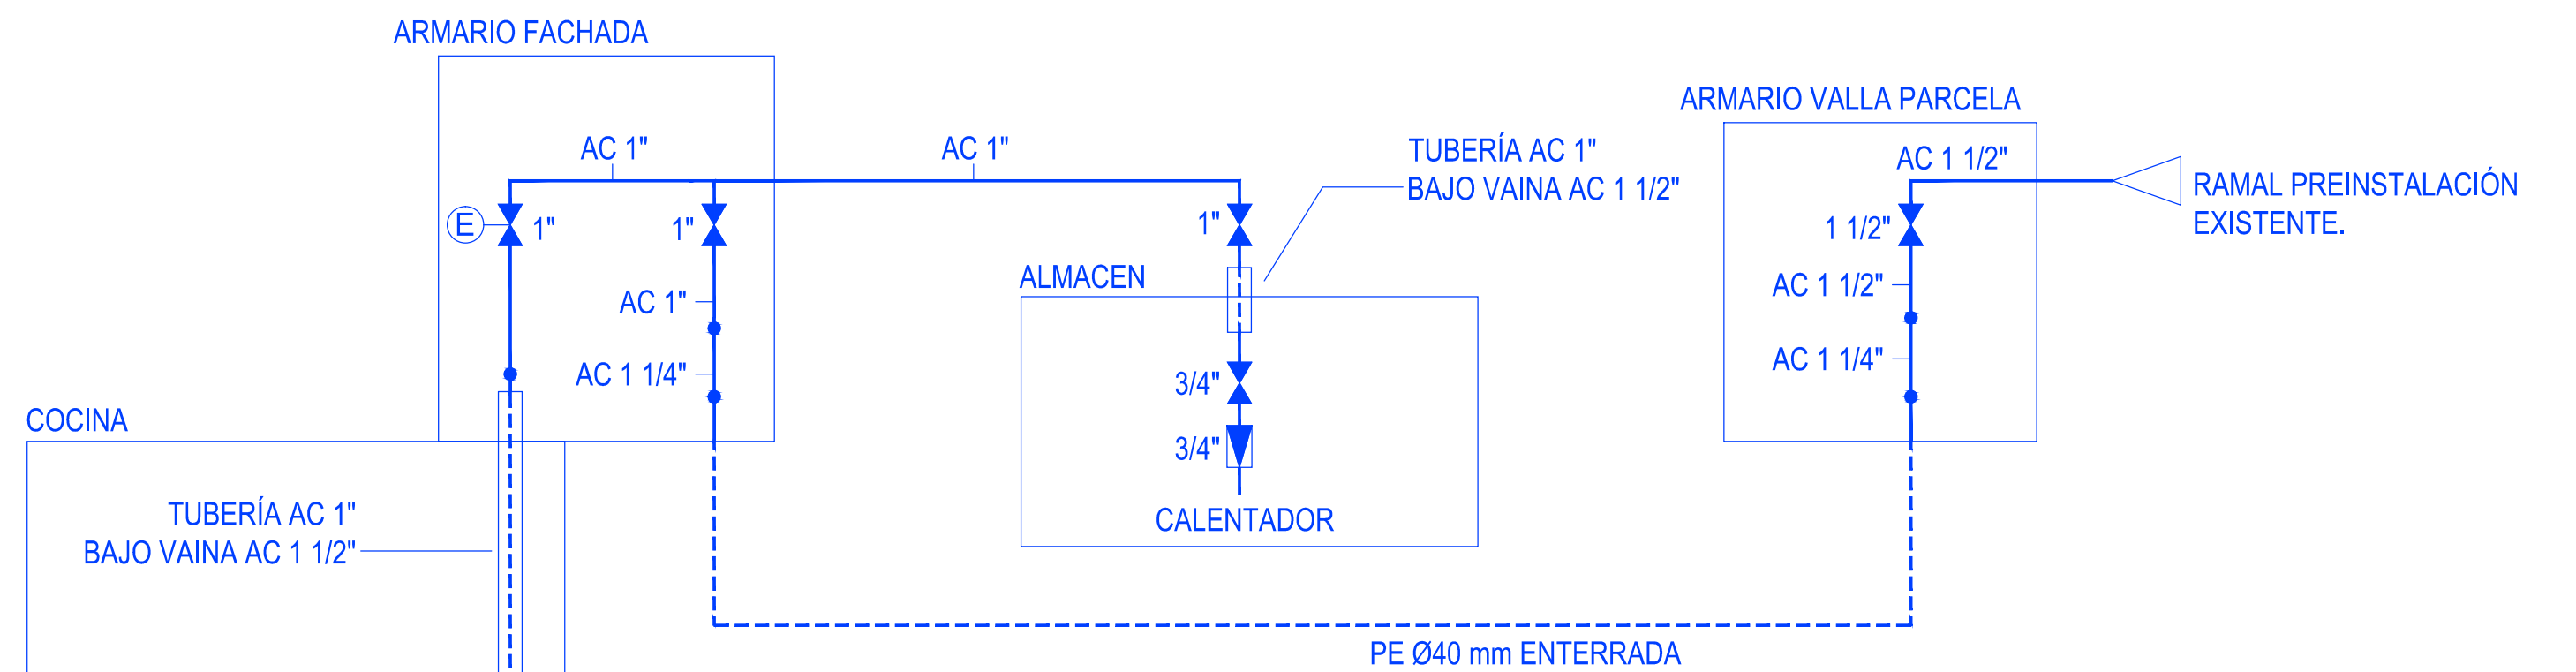 ARMARIO FACHADA
ARMARIO VALLA PARCELA
AC 1"
AC 1"
TUBERÍA AC 1"
BAJO VAINA AC 1 1/2"
AC 1 1/2"
RAMAL PREINSTALACIÓN
EXISTENTE.
E
1"
1"
1"
1 1/2"
ALMACEN
AC 1"
AC 1 1/2"
AC 1 1/4"
3/4"
AC 1 1/4"
COCINA
3/4"
TUBERÍA AC 1"
BAJO VAINA AC 1 1/2"
CALENTADOR
PE Ø40 mm ENTERRADA